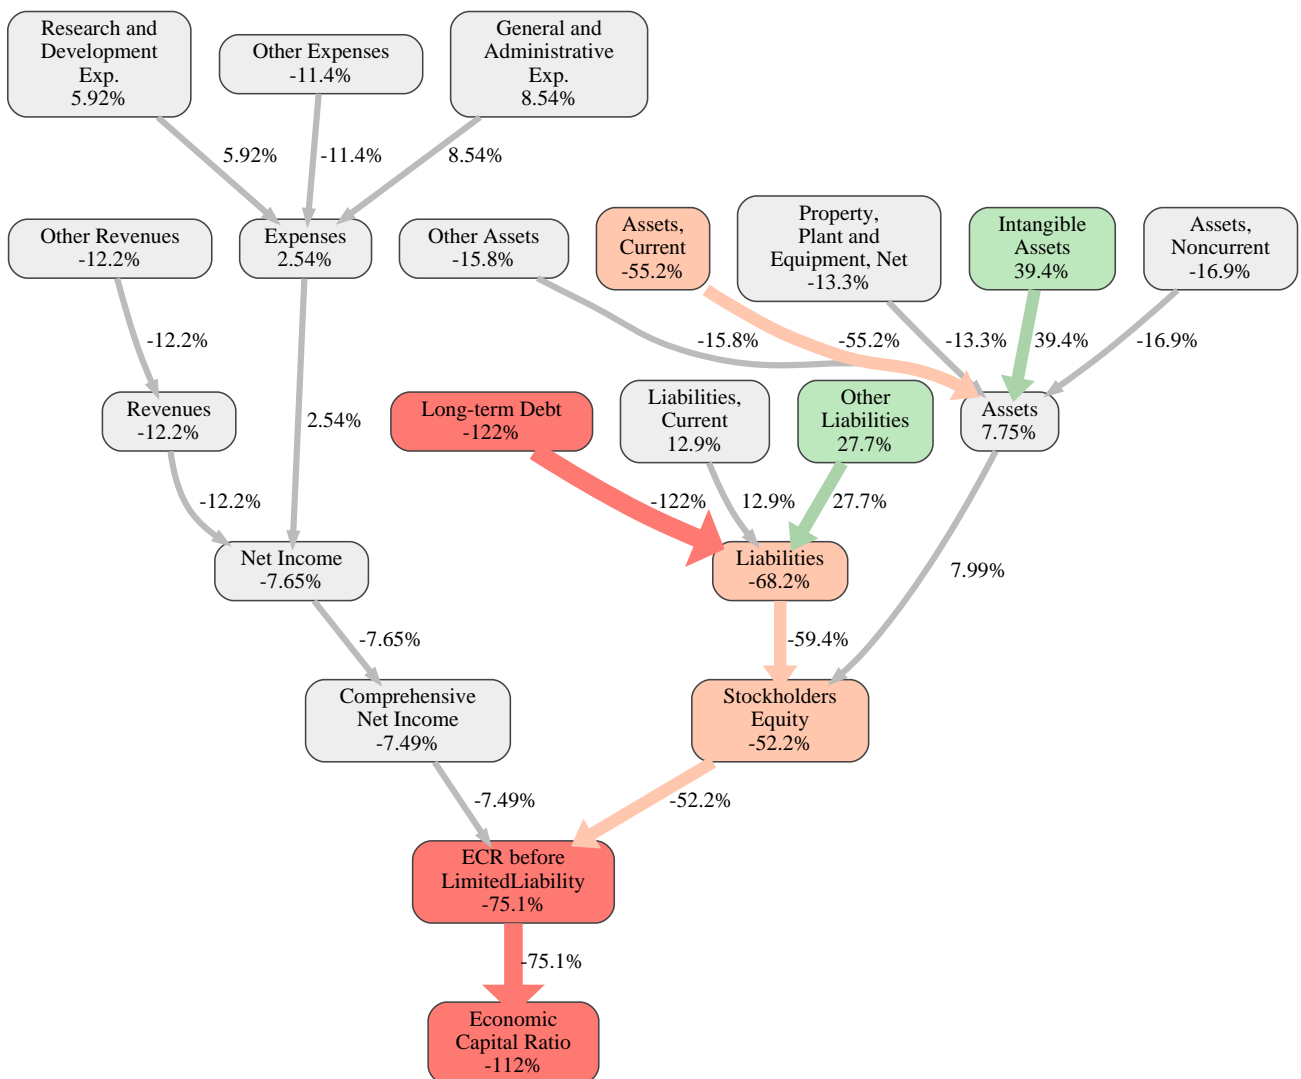 Research and
Development
Exp.
5.92%
Other Expenses
-11.4%
General and
Administrative
Exp.
8.54%
5.92%
-11.4%
8.54%
Other Revenues
-12.2%
Expenses
2.54%
Other Assets
-15.8%
Assets,
Current
-55.2%
Property,
Plant and
Equipment, Net
-13.3%
Intangible
Assets
39.4%
Assets,
Noncurrent
-16.9%
-12.2%
-15.8%
-55.2%
-13.3%
39.4%
-16.9%
Revenues
-12.2%
2.54%
Long-term Debt
-122%
Liabilities,
Current
12.9%
Other
Liabilities
27.7%
Assets
7.75%
-12.2%
-122%
12.9%
27.7%
Net Income
-7.65%
Liabilities
-68.2%
7.99%
-7.65%
-59.4%
Comprehensive
Net Income
-7.49%
Stockholders
Equity
-52.2%
-7.49%
-52.2%
ECR before
LimitedLiability
-75.1%
-75.1%
Economic
Capital Ratio
-112%